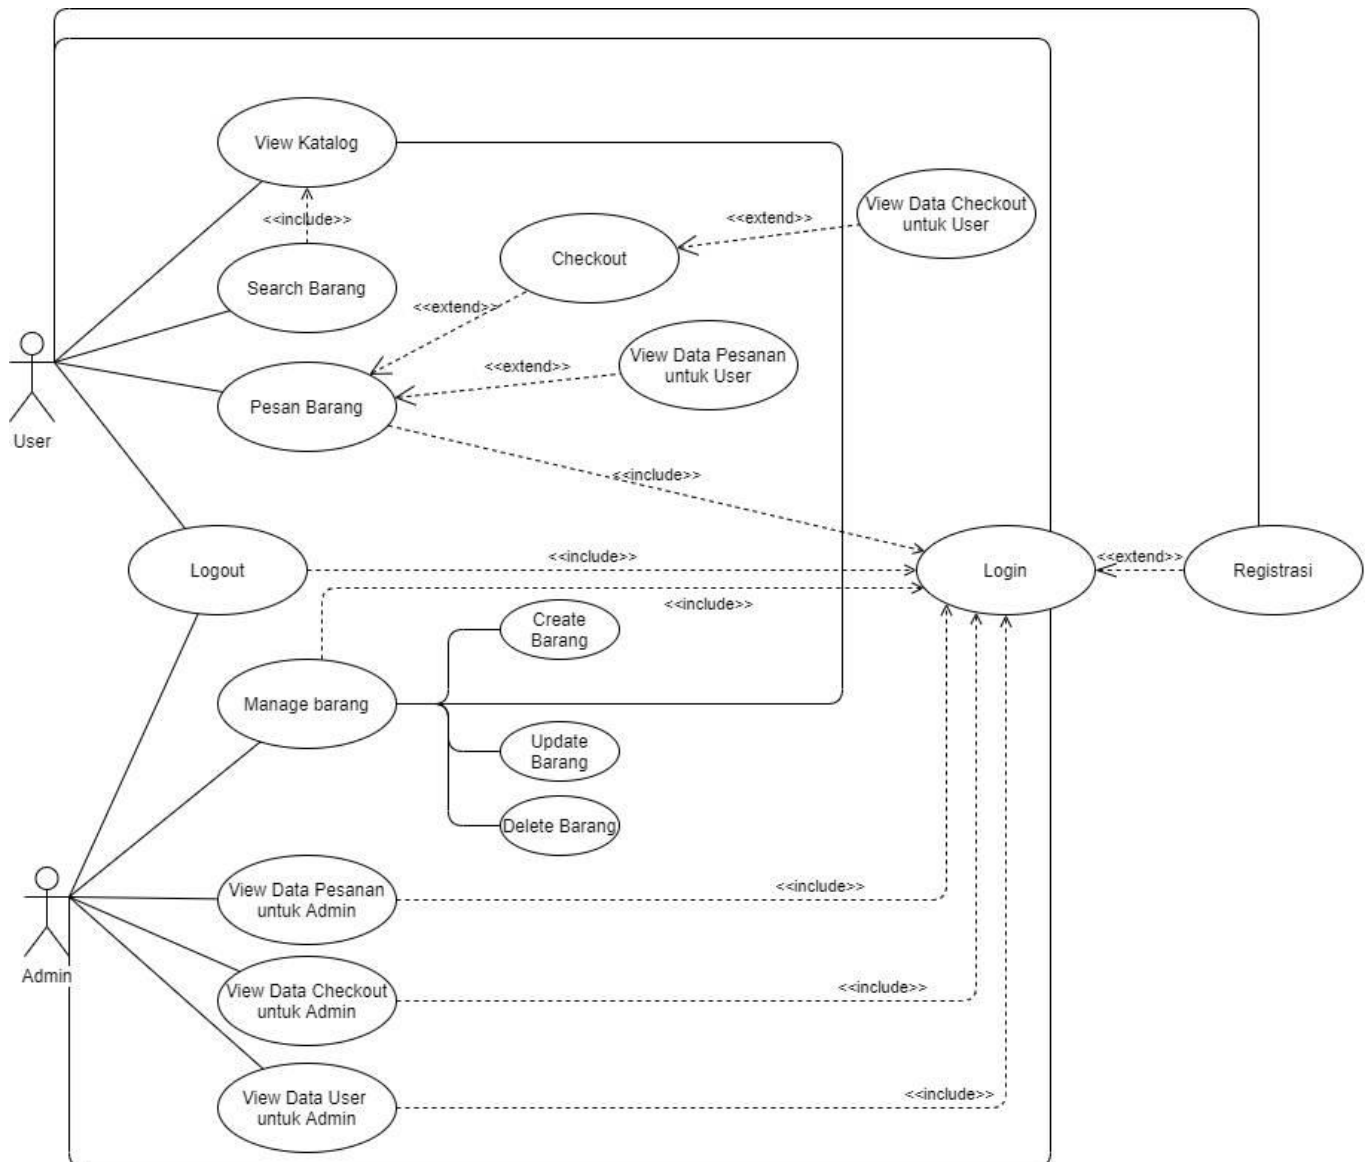 View Katalog
<<include>>
View Data Checkout
untuk User
<<extend>>
Checkout
Search Barang
<<extend>>
View Data Pesanan
untuk User
<<extend>>
Pesan Barang
User
<<include>>
Logout
<<include>>
Login
<<extend>>
Registrasi
<<include>>
Create
Barang
Manage barang
Update
Barang
Delete Barang
View Data Pesanan
untuk Admin
<<include>>
Admin
View Data Checkout
untuk Admin
<<include>>
View Data User
untuk Admin
<<include>>